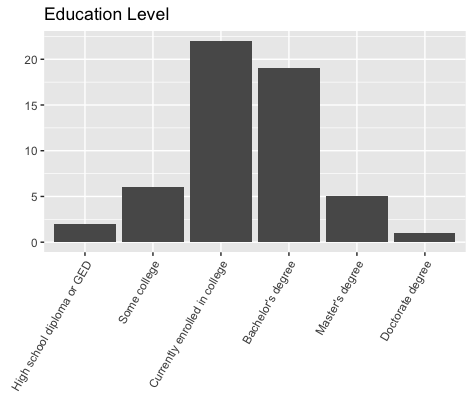 Education Level
20
15
10
5
0
High school diploma or GED
Some college
Currently enrolled in college
Bachelor's degree
Master's degree
Doctorate degree